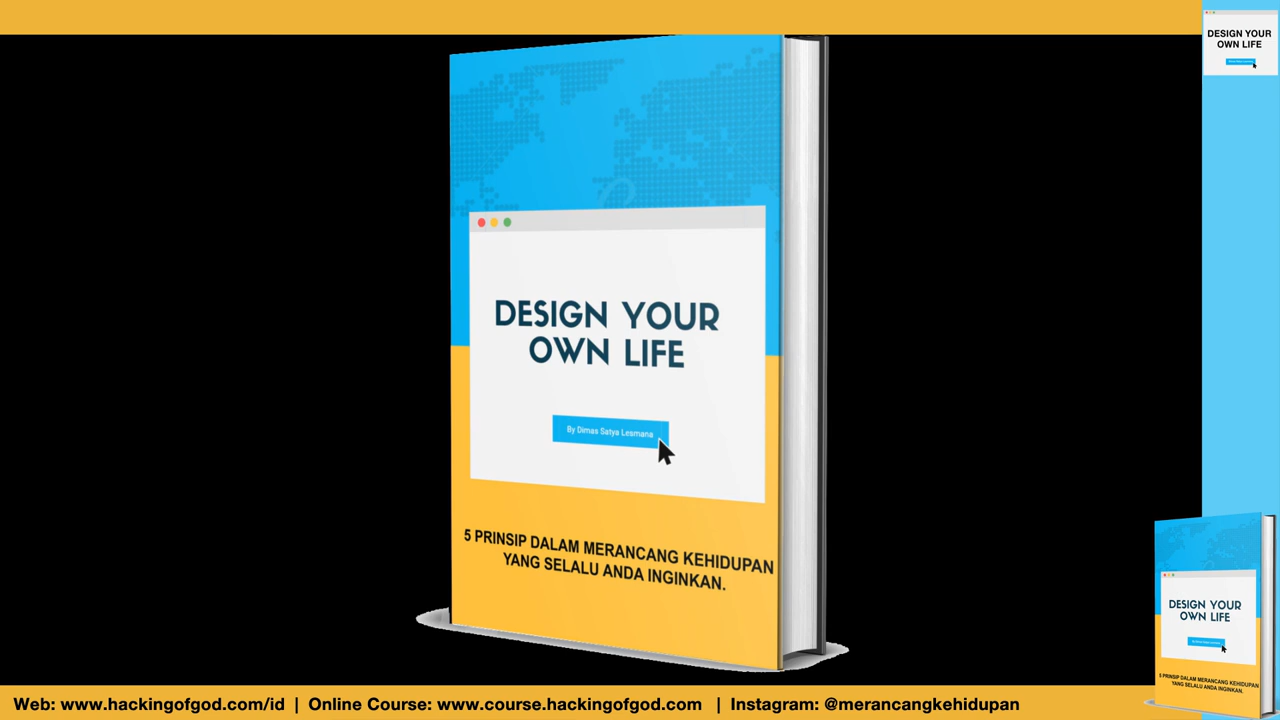 DESIGN YOUR
OWN LIFE
DESIGN YOUR
OWN LIFE
By Dimas Satya Lesmana
5 PRINSIP DALAM MERANCANG KEHIDUPAN
YANG SELALU ANDA INGINKAN.
DESIGN YOUR
OWN LIFE
5 PRINSIP DALAM MERANCANG KEHIDUPAN
YANG SELALU ANDA INGINKAN.
Web: www.hackingofgod.com/id | Online Course: www.course.hackingofgod.com | Instagram: @merancangkehidupan